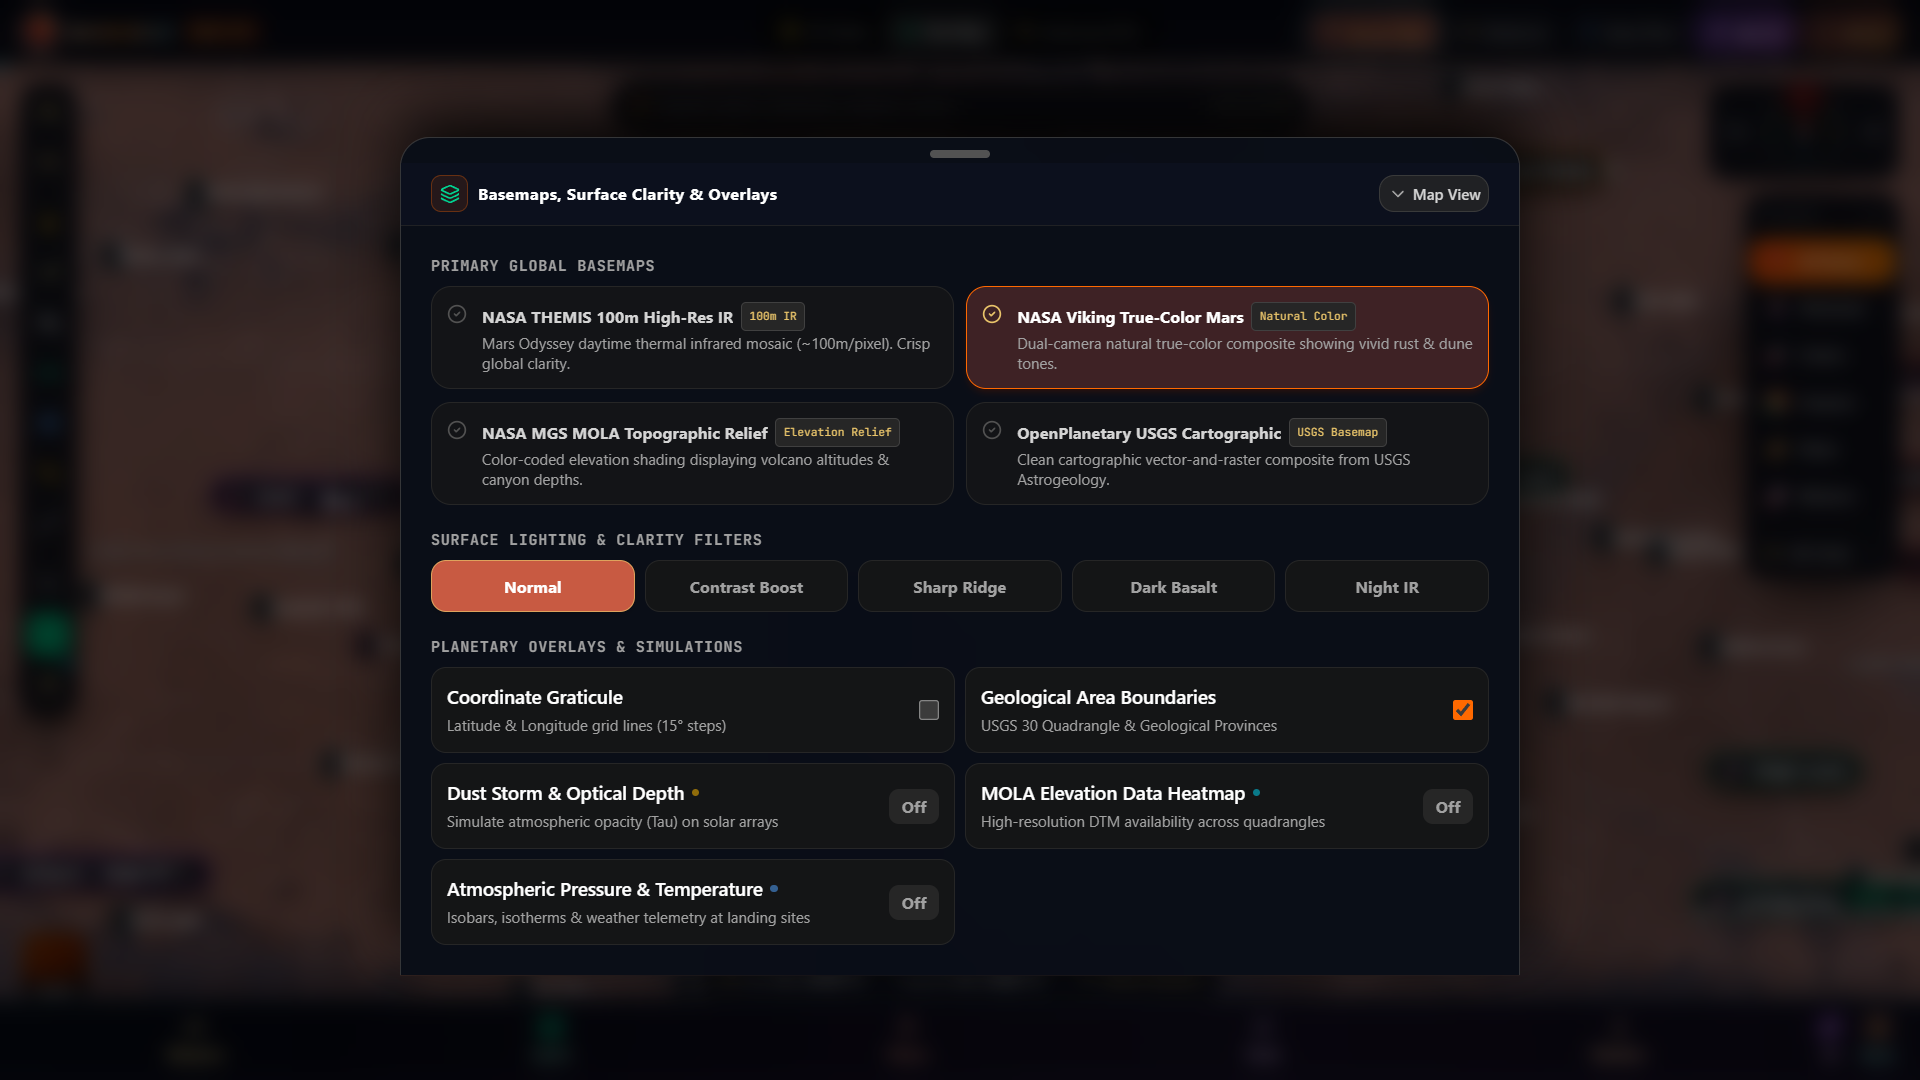 Basemaps, Surface Clarity & Overlays
Map View
PRIMARY GLOBAL BASEMAPS
NASA THEMIS 100m High-Res IR
100m IR
Mars Odyssey daytime thermal infrared mosaic (~100m/pixel). Crisp
global clarity.
NASA Viking True-Color Mars
Natural Color
Dual-camera natural true-color composite showing vivid rust & dune
tones.
NASA MGS MOLA Topographic Relief
Elevation Relief
Color-coded elevation shading displaying volcano altitudes &
canyon depths.
OpenPlanetary USGS Cartographic
USGS Basemap
Clean cartographic vector-and-raster composite from USGS
Astrogeology.
SURFACE LIGHTING & CLARITY FILTERS
Normal
Contrast Boost
Sharp Ridge
Dark Basalt
Night IR
PLANETARY OVERLAYS & SIMULATIONS
Coordinate Graticule
Latitude & Longitude grid lines (15° steps)
Geological Area Boundaries
USGS 30 Quadrangle & Geological Provinces
Dust Storm & Optical Depth
Simulate atmospheric opacity (Tau) on solar arrays
Off
MOLA Elevation Data Heatmap
High-resolution DTM availability across quadrangles
Off
Atmospheric Pressure & Temperature
Isobars, isotherms & weather telemetry at landing sites
Off